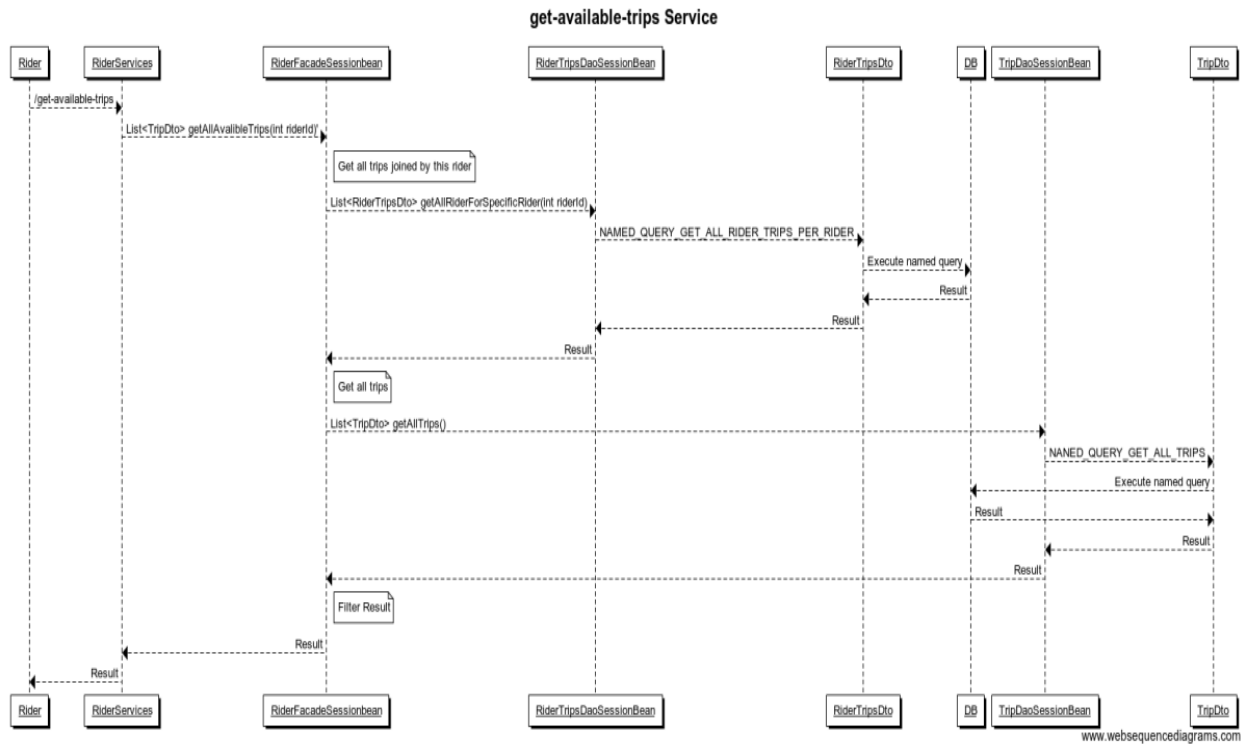 get-available-trips Service
Rider RiderServices RiderFacadeSessionbean RiderTripsDaoSessionBean RiderTripsDto DB TripDaoSessionBean TripDto
/get-available-trips
List<TripDto> getAllAvalibleTrips(int riderId)'
Get all trips joined by this rider
List<RiderTripsDto> getAllRiderForSpecificRider(int riderId)
NAMED_QUERY_GET_ALL_RIDER_TRIPS_PER_RIDER
Execute named query
Result
Result
Result
Get all trips
List<TripDto> getAllTrips()
NANED_QUERY_GET_ALL_TRIPS
Execute named query
Result
Result
Result
Filter Result
Result
Result
Rider RiderServices RiderFacadeSessionbean RiderTripsDaoSessionBean RiderTripsDto DB TripDaoSessionBean TripDto
www.websequencediagrams.com